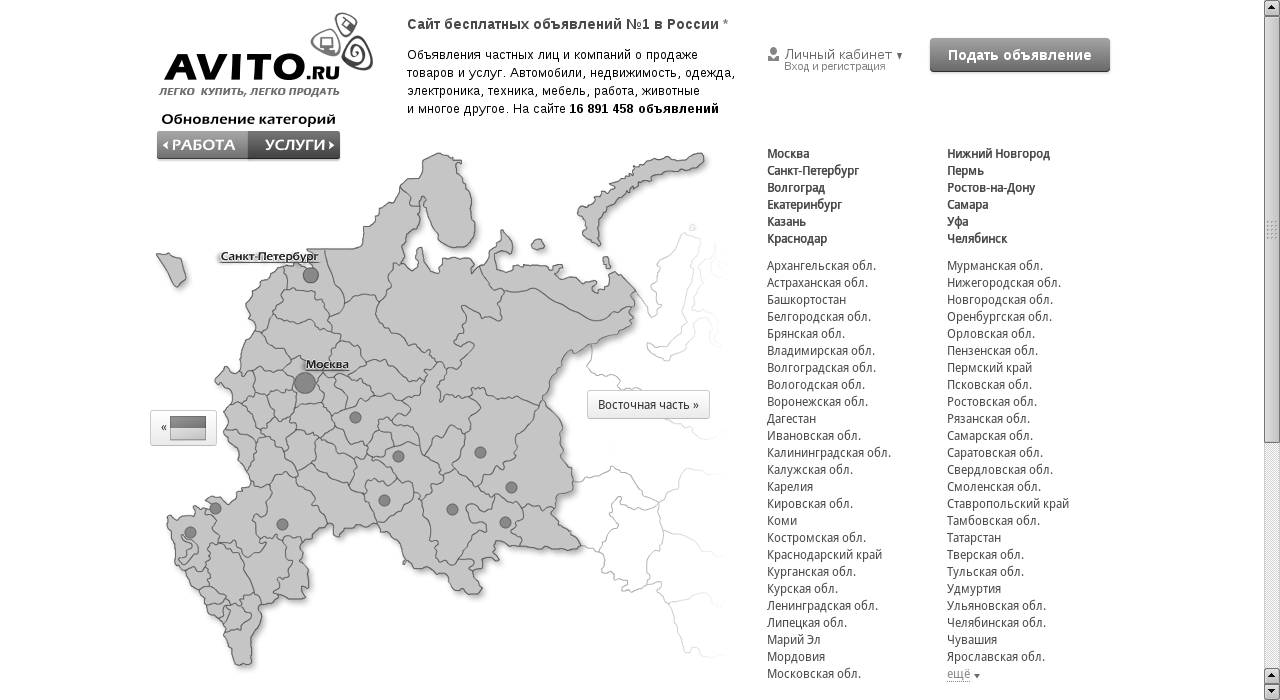 AVITO.RU
ЛЕГКО КУПИТЬ, ЛЕГКО ПРОДАТЬ
Обновление категорий
РАБОТА УСЛУГИ
Сайт бесплатных объявлений №1 в России *
Объявления частных лиц и компаний о продаже
товаров и услуг. Автомобили, недвижимость, одежда,
электроника, техника, мебель, работа, животные
и многое другое. На сайте 16 891 458 объявлений
Личный кабинет ▾
Вход и регистрация
Подать объявление
Санкт-Петербург
Москва
«
Восточная часть »
Москва
Санкт-Петербург
Волгоград
Екатеринбург
Казань
Краснодар
Нижний Новгород
Пермь
Ростов-на-Дону
Самара
Уфа
Челябинск
Архангельская обл.
Астраханская обл.
Башкортостан
Белгородская обл.
Брянская обл.
Владимирская обл.
Волгоградская обл.
Вологодская обл.
Воронежская обл.
Дагестан
Ивановская обл.
Калининградская обл.
Калужская обл.
Карелия
Кировская обл.
Коми
Костромская обл.
Краснодарский край
Курганская обл.
Курская обл.
Ленинградская обл.
Липецкая обл.
Марий Эл
Мордовия
Московская обл.
Мурманская обл.
Нижегородская обл.
Новгородская обл.
Оренбургская обл.
Орловская обл.
Пензенская обл.
Пермский край
Псковская обл.
Ростовская обл.
Рязанская обл.
Самарская обл.
Саратовская обл.
Свердловская обл.
Смоленская обл.
Ставропольский край
Тамбовская обл.
Татарстан
Тверская обл.
Тульская обл.
Удмуртия
Ульяновская обл.
Челябинская обл.
Чувашия
Ярославская обл.
ещё ▾